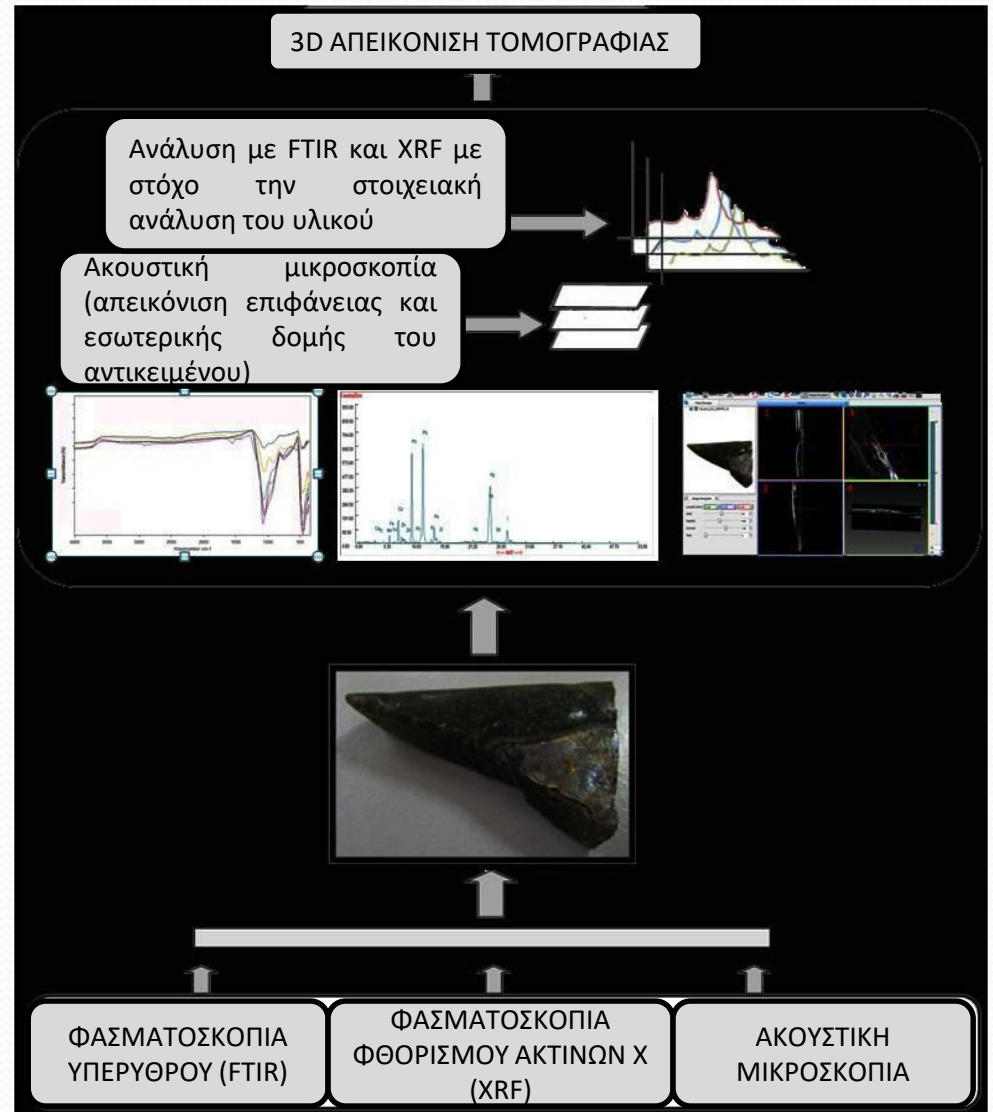 3D ΑΠΕΙΚΟΝΙΣΗ ΤΟΜΟΓΡΑΦΙΑΣ
Ανάλυση με FTIR και XRF με
στόχο την στοιχειακή
ανάλυση του υλικού
Ακουστική μικροσκοπία
(απεικόνιση επιφάνειας και
εσωτερικής δομής του
αντικειμένου)
ΦΑΣΜΑΤΟΣΚΟΠΙΑ
ΥΠΕΡΥΘΡΟΥ (FTIR)
ΦΑΣΜΑΤΟΣΚΟΠΙΑ
ΦΘΟΡΙΣΜΟΥ ΑΚΤΙΝΩΝ Χ
(XRF)
ΑΚΟΥΣΤΙΚΗ
ΜΙΚΡΟΣΚΟΠΙΑ